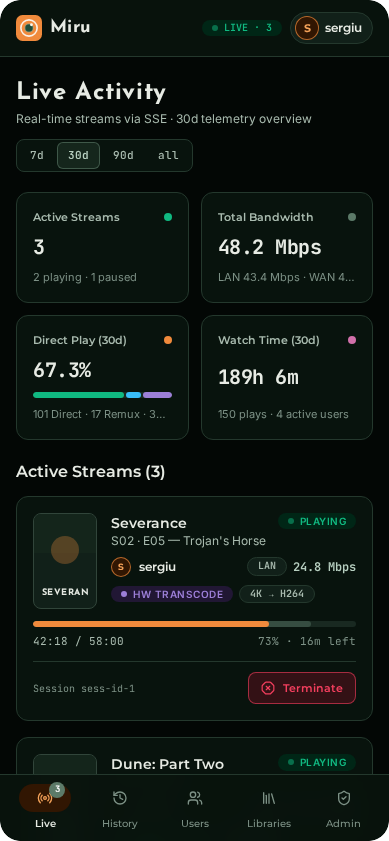 Miru
LIVE · 3
S
sergiu
Live Activity
Real-time streams via SSE · 30d telemetry overview
7d
30d
90d
all
Active Streams
3
2 playing · 1 paused
Total Bandwidth
48.2 Mbps
LAN 43.4 Mbps · WAN 4…
Direct Play (30d)
67.3%
101 Direct · 17 Remux · 3…
Watch Time (30d)
189h 6m
150 plays · 4 active users
Active Streams (3)
SEVERAN
Severance
PLAYING
S02 · E05 — Trojan's Horse
S
sergiu
LAN
24.8 Mbps
HW TRANSCODE
4K → H264
42:18 / 58:00
73% · 16m left
Session sess-id-1
Terminate
Dune: Part Two
PLAYING
3
Live
History
Users
Libraries
Admin